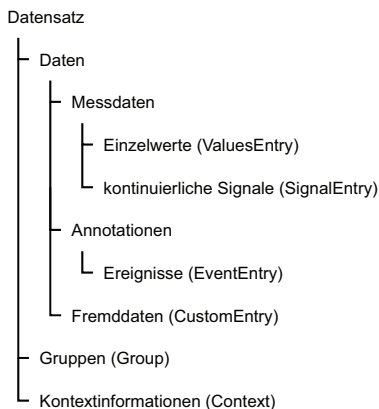 Datensatz
Daten
Messdaten
Einzelwerte (ValuesEntry)
kontinuierliche Signale (SignalEntry)
Annotationen
Ereignisse (EventEntry)
Fremddaten (CustomEntry)
Gruppen (Group)
Kontextinformationen (Context)